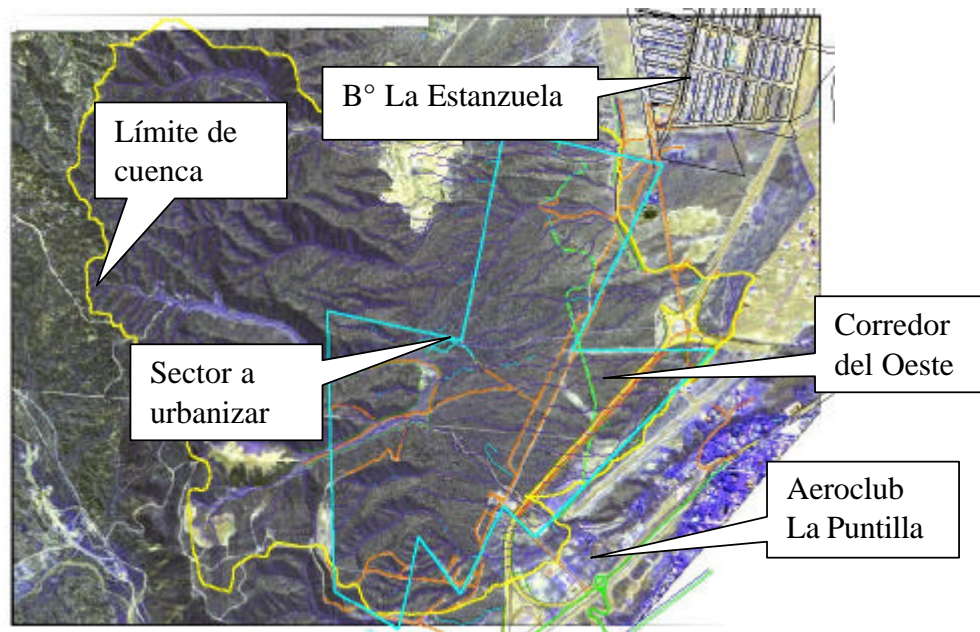 B° La Estanzuela
Límite de
cuenca
Corredor
del Oeste
Sector a
urbanizar
Aeroclub
La Puntilla